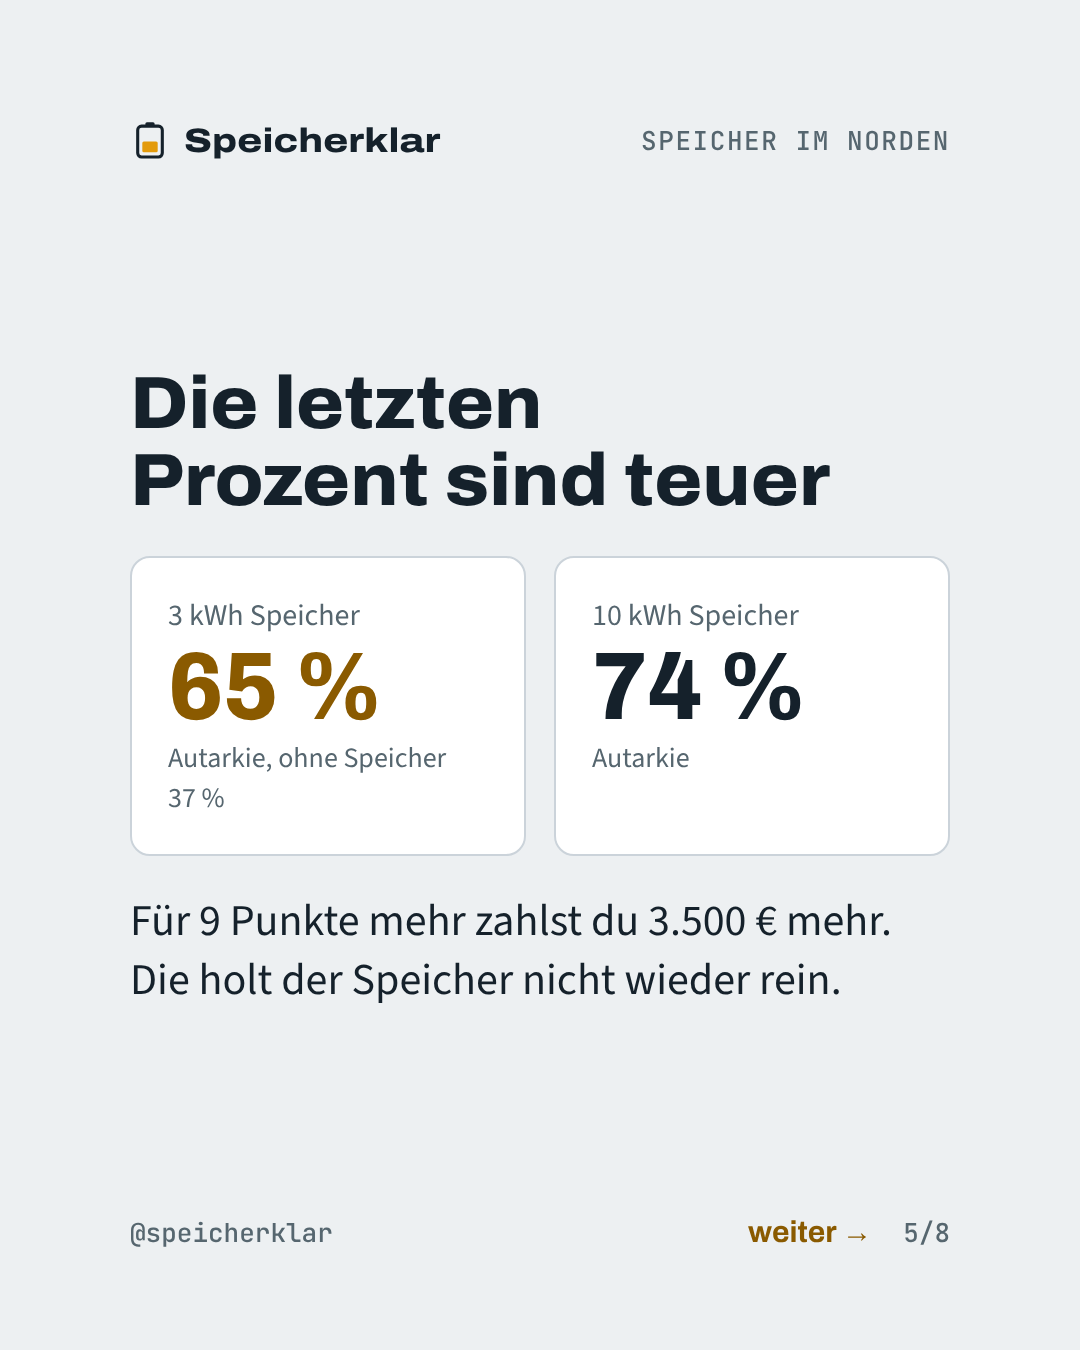 Speicherklar
SPEICHER IM NORDEN
Die letzten
Prozent sind teuer
3 kWh Speicher
65 %
Autarkie, ohne Speicher
37 %
10 kWh Speicher
74 %
Autarkie
Für 9 Punkte mehr zahlst du 3.500 € mehr.
Die holt der Speicher nicht wieder rein.
@speicherklar
weiter →
5/8